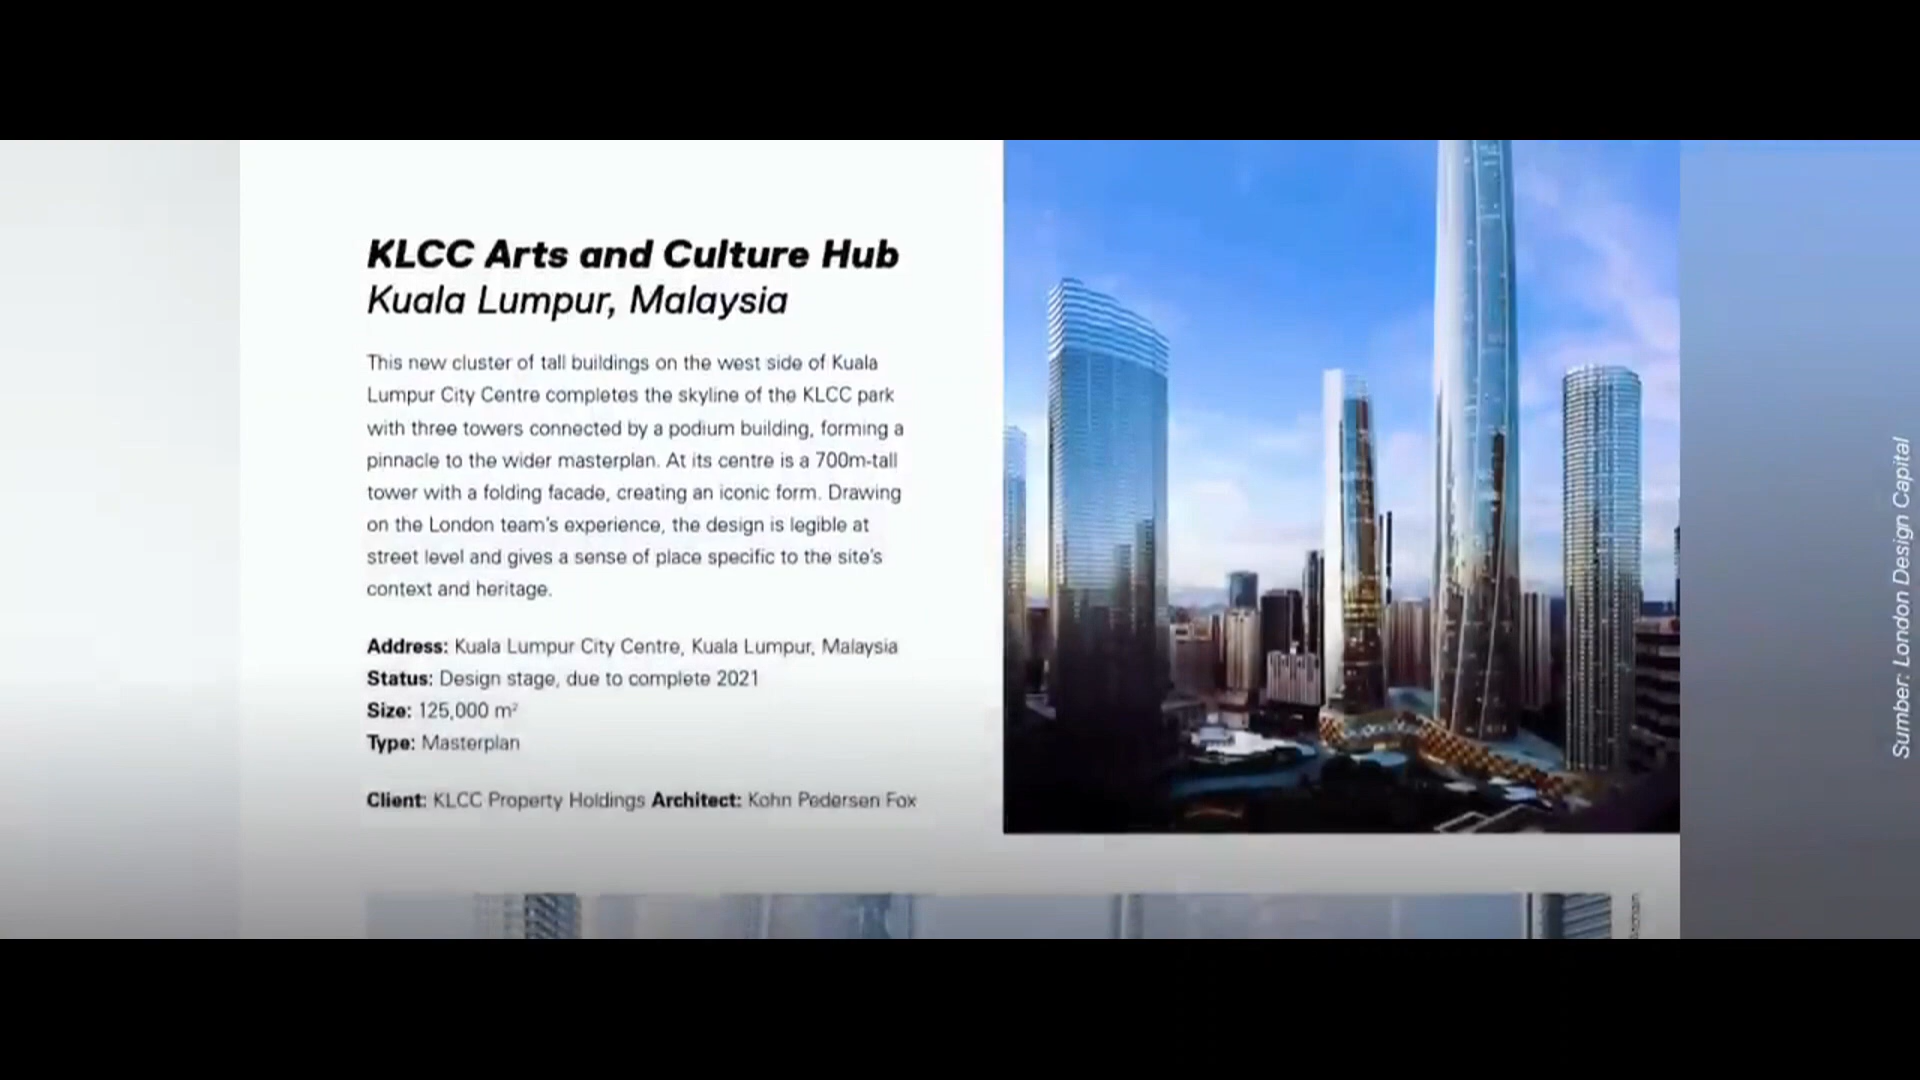 KLCC Arts and Culture Hub
Kuala Lumpur, Malaysia
This new cluster of tall buildings on the west side of Kuala
Lumpur City Centre completes the skyline of the KLCC park
with three towers connected by a podium building, forming a
pinnacle to the wider masterplan. At its centre is a 700m-tall
tower with a folding facade, creating an iconic form. Drawing
on the London team's experience, the design is legible at
street level and gives a sense of place specific to the site's
context and heritage.
Address: Kuala Lumpur City Centre, Kuala Lumpur, Malaysia
Status: Design stage, due to complete 2021
Size: 125,000 m²
Type: Masterplan
Client: KLCC Property Holdings Architect: Kohn Pedersen Fox
Sumber: London Design Capital